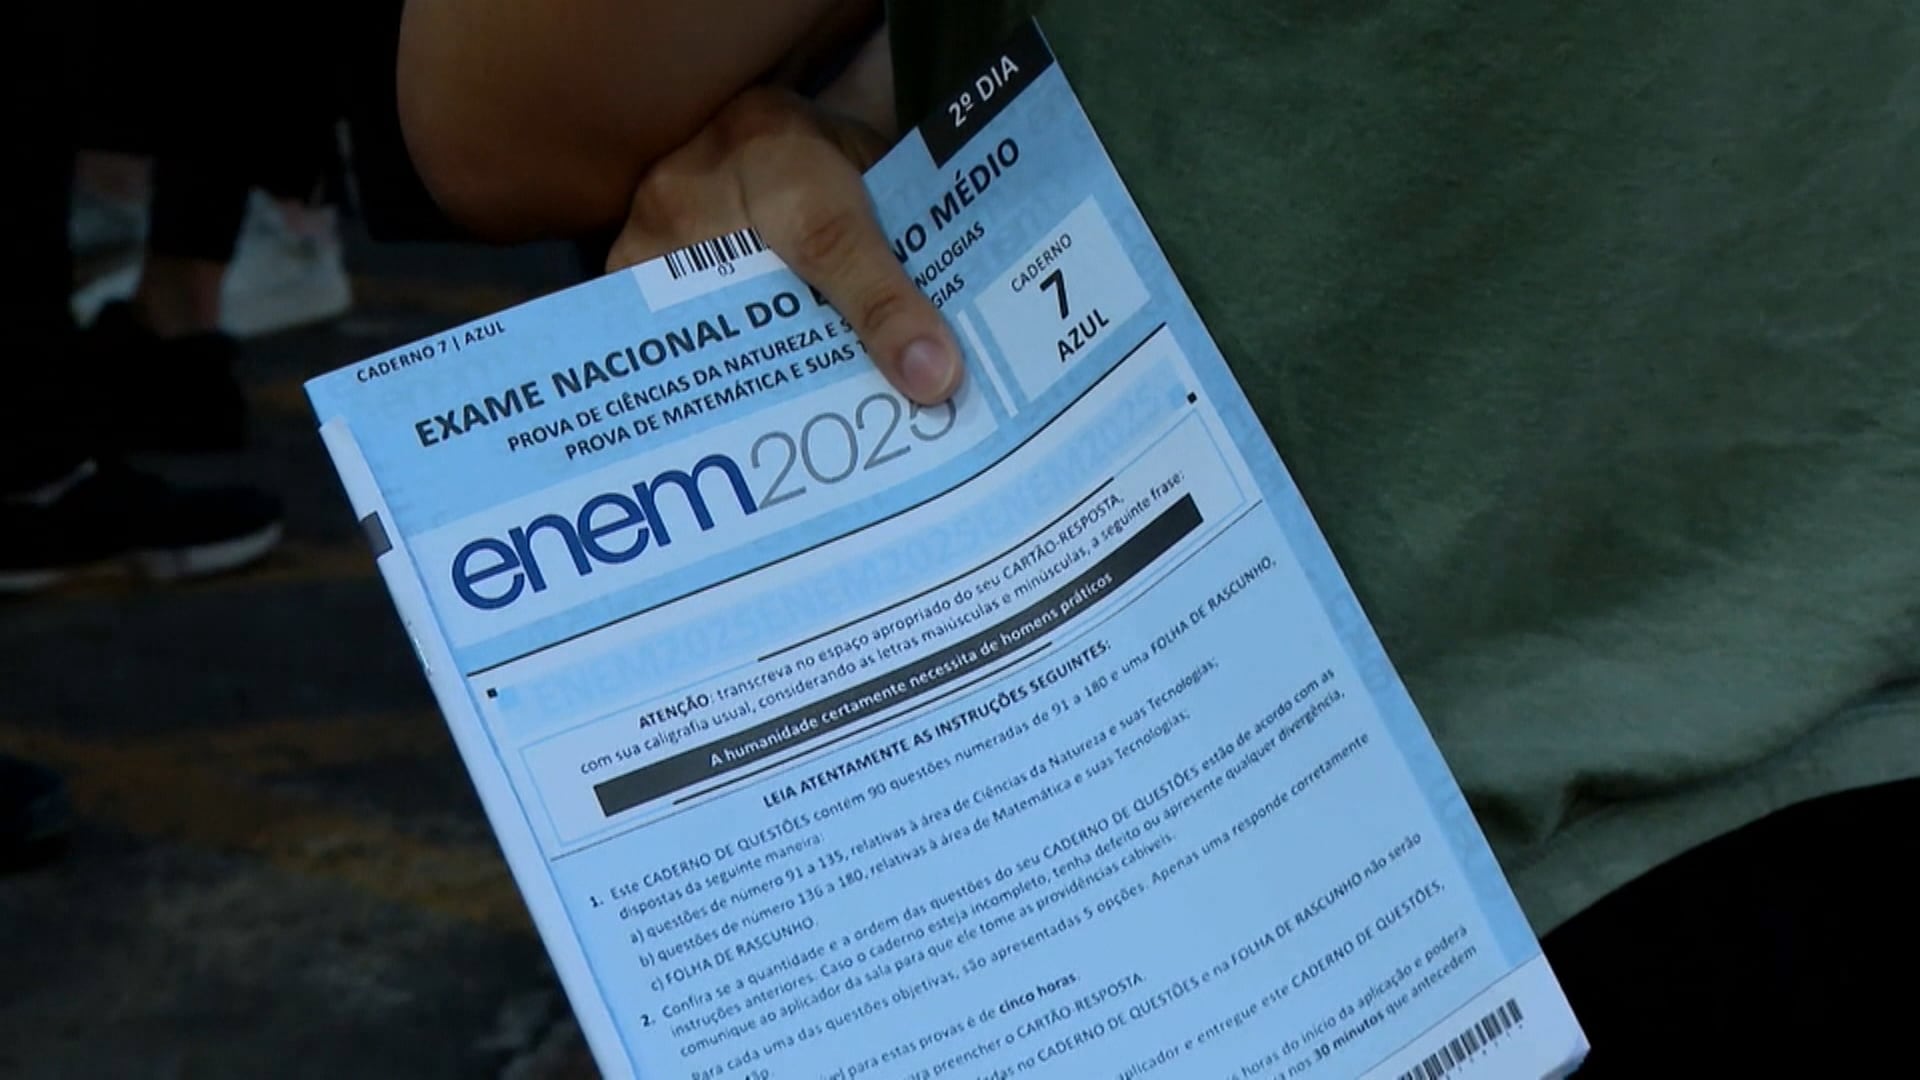 2º DIA
CADERNO 7 | AZUL
03
EXAME NACIONAL DO NO MÉDIO
PROVA DE CIÊNCIAS DA NATUREZA E S NOLOGIAS
PROVA DE MATEMÁTICA E SUAS T GIAS
CADERNO
7
AZUL
enem2025
ENEM2025ENEM2025ENEM2025
ATENÇÃO: transcreva no espaço apropriado do seu CARTÃO-RESPOSTA,
com sua caligrafia usual, considerando as letras maiúsculas e minúsculas, a seguinte frase:
A humanidade certamente necessita de homens práticos
LEIA ATENTAMENTE AS INSTRUÇÕES SEGUINTES:
1. Este CADERNO DE QUESTÕES contém 90 questões numeradas de 91 a 180 e uma FOLHA DE RASCUNHO,
dispostas da seguinte maneira:
a) questões de número 91 a 135, relativas à área de Ciências da Natureza e suas Tecnologias;
b) questões de número 136 a 180, relativas à área de Matemática e suas Tecnologias;
c) FOLHA DE RASCUNHO.
2. Confira se a quantidade e a ordem das questões do seu CADERNO DE QUESTÕES estão de acordo com as
instruções anteriores. Caso o caderno esteja incompleto, tenha defeito ou apresente qualquer divergência,
comunique ao aplicador da sala para que ele tome as providências cabíveis.
Para cada uma das questões objetivas, são apresentadas 5 opções. Apenas uma responde corretamente
ão.
vel para estas provas é de cinco horas.
ara preencher o CARTÃO-RESPOSTA.
das no CADERNO DE QUESTÕES e na FOLHA DE RASCUNHO não serão
aplicador e entregue este CADERNO DE QUESTÕES,
horas do início da aplicação e poderá
a nos 30 minutos que antecedem